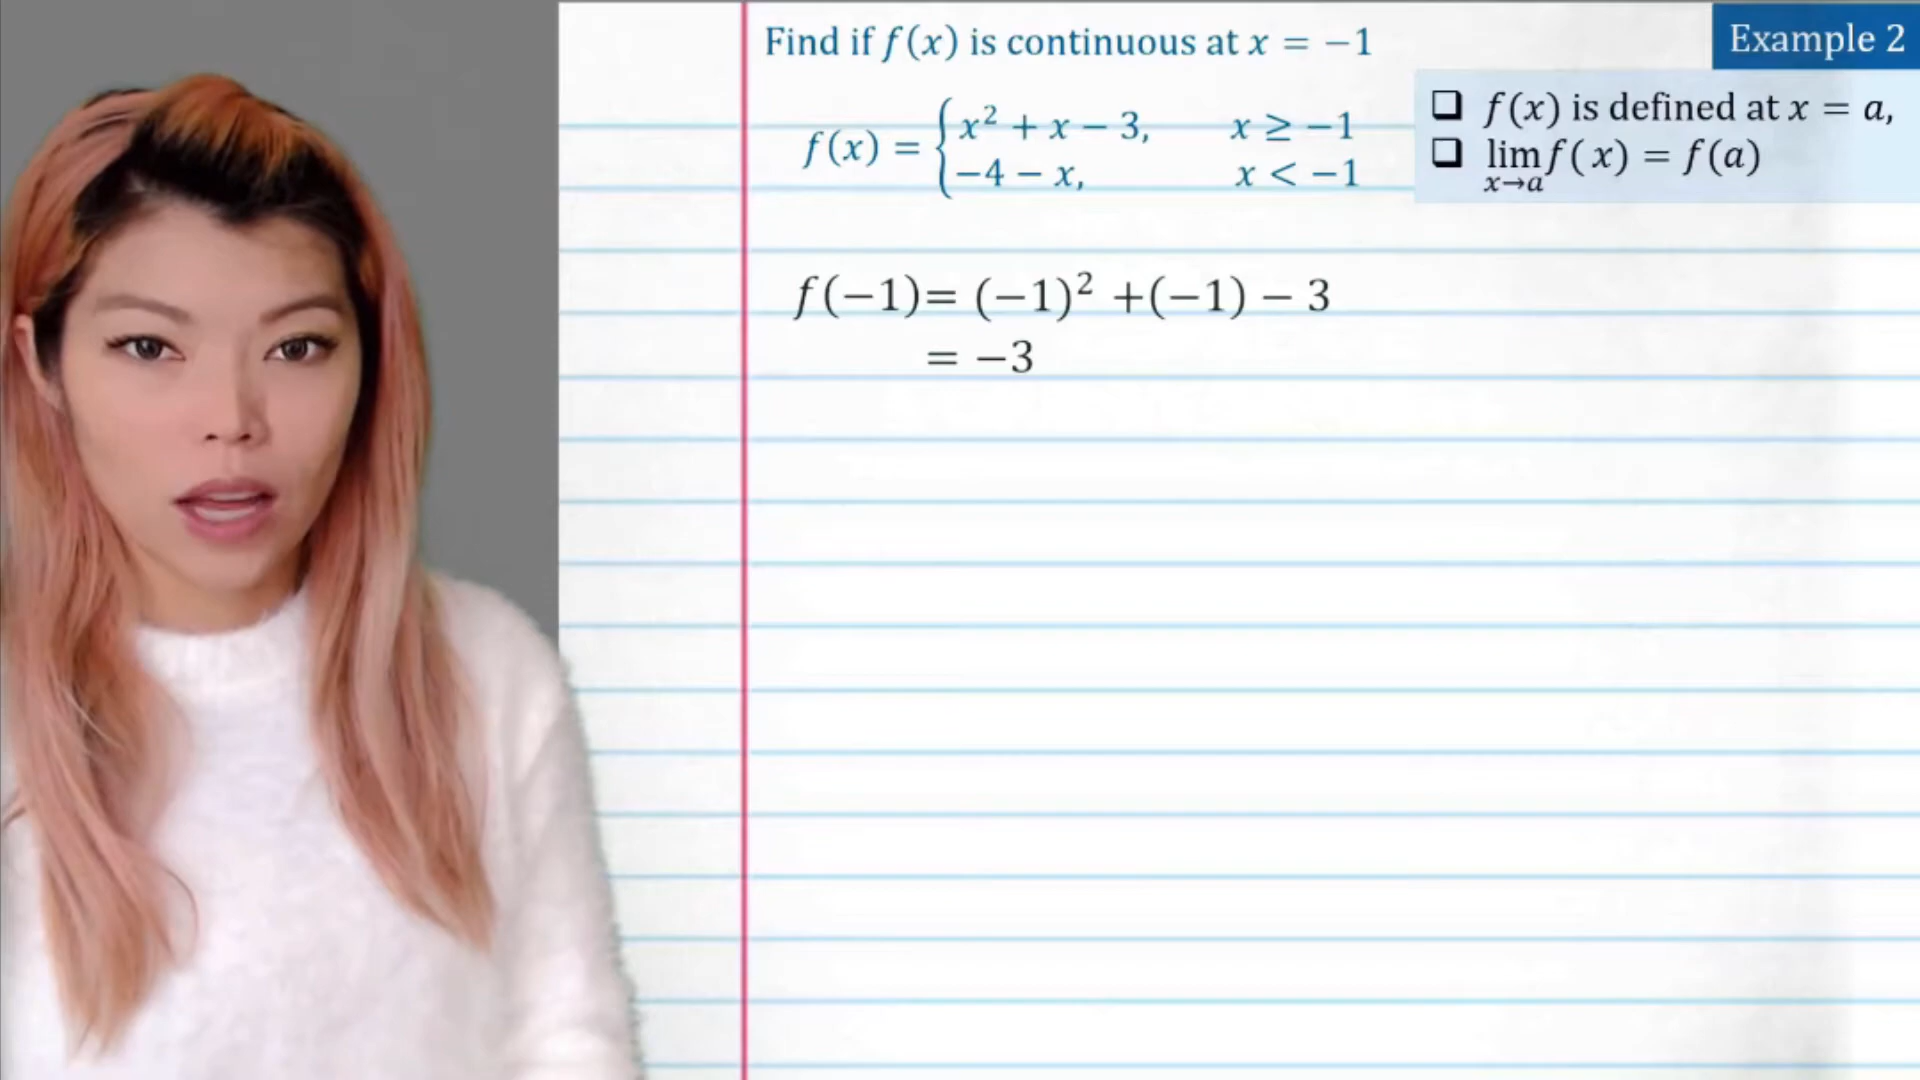 Find if f(x) is continuous at x = −1
Example 2
f(x) = { x² + x − 3, x ≥ −1
−4 − x, x < −1
❑ f(x) is defined at x = a,
❑ lim f(x) = f(a)
x→a
f(−1)= (−1)² +(−1) − 3
= −3